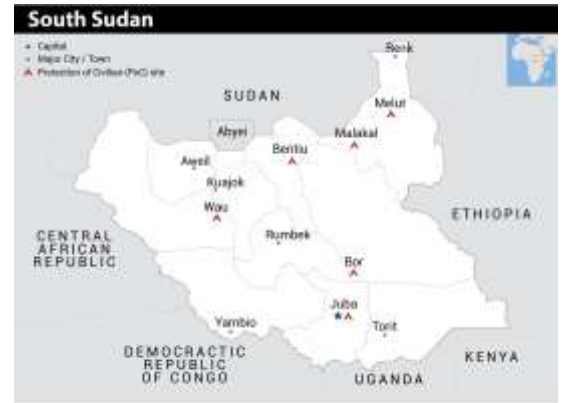 South Sudan
Capital
Major City / Town
Protection of Civilian (PoC) site
Renk
SUDAN
Melut
Abyei
Malakal
Bentiu
Aweil
Kuajok
Wau
ETHIOPIA
CENTRAL
AFRICAN
REPUBLIC
Rumbek
Bor
Juba
Yambio
Torit
DEMOCRACTIC
REPUBLIC
OF CONGO
KENYA
UGANDA